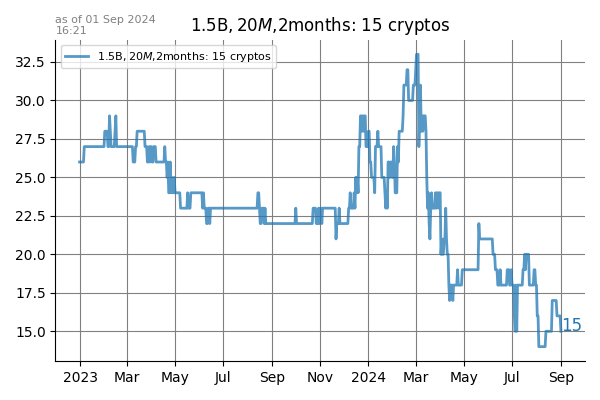 as of 01 Sep 2024
16:21
1.5B, 20M,2months: 15 cryptos
1.5B, 20M,2months: 15 cryptos
32.5
30.0
27.5
25.0
22.5
20.0
17.5
15.0
15
2023 Mar May Jul Sep Nov 2024 Mar May Jul Sep